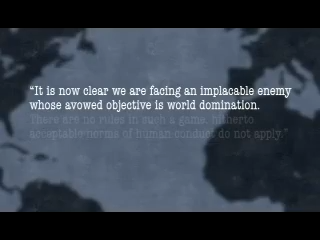 “It is now clear we are facing an implacable enemy
whose avowed objective is world domination.
There are no rules in such a game, hitherto
acceptable norms of human conduct do not apply.”